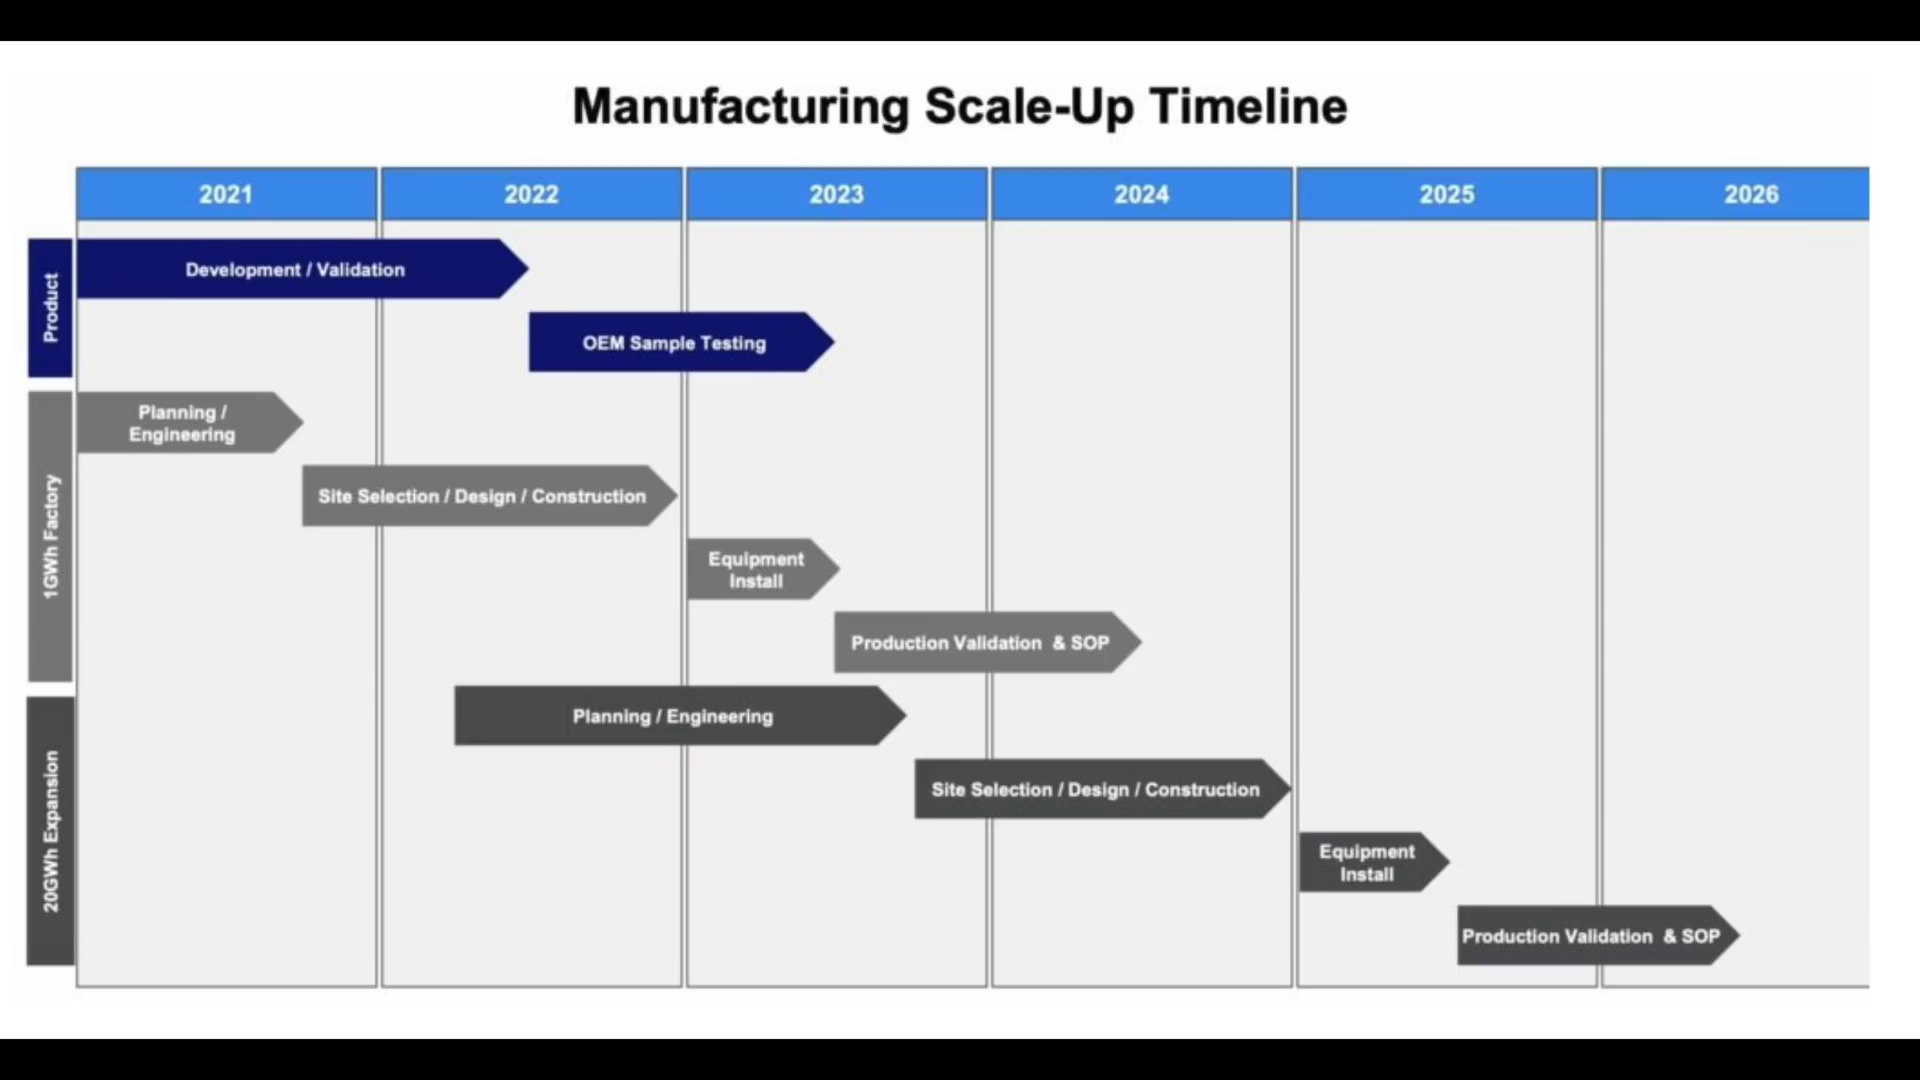 Manufacturing Scale-Up Timeline
2021 2022 2023 2024 2025 2026
Product
Development / Validation
OEM Sample Testing
1GWh Factory
Planning /
Engineering
Site Selection / Design / Construction
Equipment
Install
Production Validation & SOP
20GWh Expansion
Planning / Engineering
Site Selection / Design / Construction
Equipment
Install
Production Validation & SOP